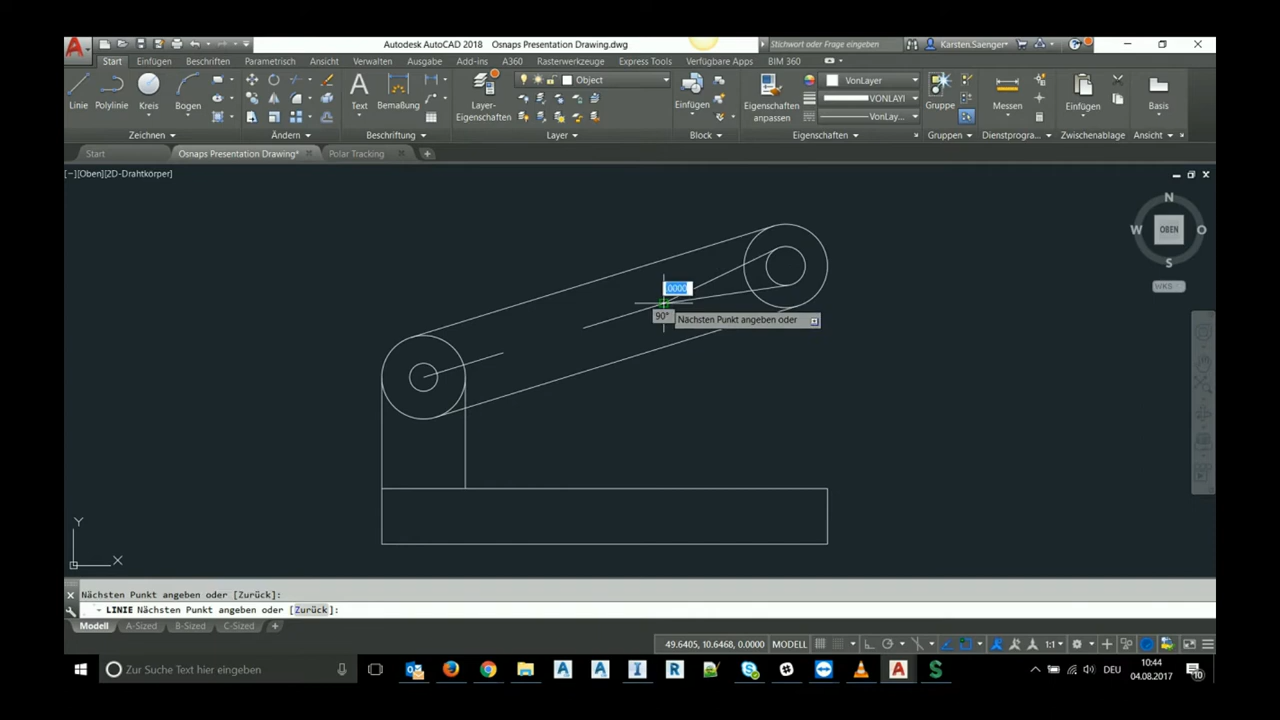 Autodesk AutoCAD 2018 Osnaps Presentation Drawing.dwg
Stichwort oder Frage eingeben
Karsten.Saenger
Start Einfügen Beschriften Parametrisch Ansicht Verwalten Ausgabe Add-ins A360 Rasterwerkzeuge Express Tools Verfügbare Apps BIM 360
Linie Polylinie Kreis Bogen
Text Bemaßung
Layer-
Eigenschaften
Object
Einfügen
Eigenschaften
anpassen
VonLayer
VONLAYI
VonLay...
Gruppe
Messen
Einfügen
Basis
Zeichnen Ändern Beschriftung Layer Block Eigenschaften Gruppen Dienstprogram... Zwischenablage Ansicht
Start Osnaps Presentation Drawing* Polar Tracking
[−][Oben][2D-Drahtkörper]
N
W OBEN O
S
WKS
90° Nächsten Punkt angeben oder
Y
X
Nächsten Punkt angeben oder [Zurück]:
LINIE Nächsten Punkt angeben oder [Zurück]:
Modell A-Sized B-Sized C-Sized
49.6405, 10.6468, 0.0000 MODELL 1:1
Zur Suche Text hier eingeben
DEU
10:44
04.08.2017
10